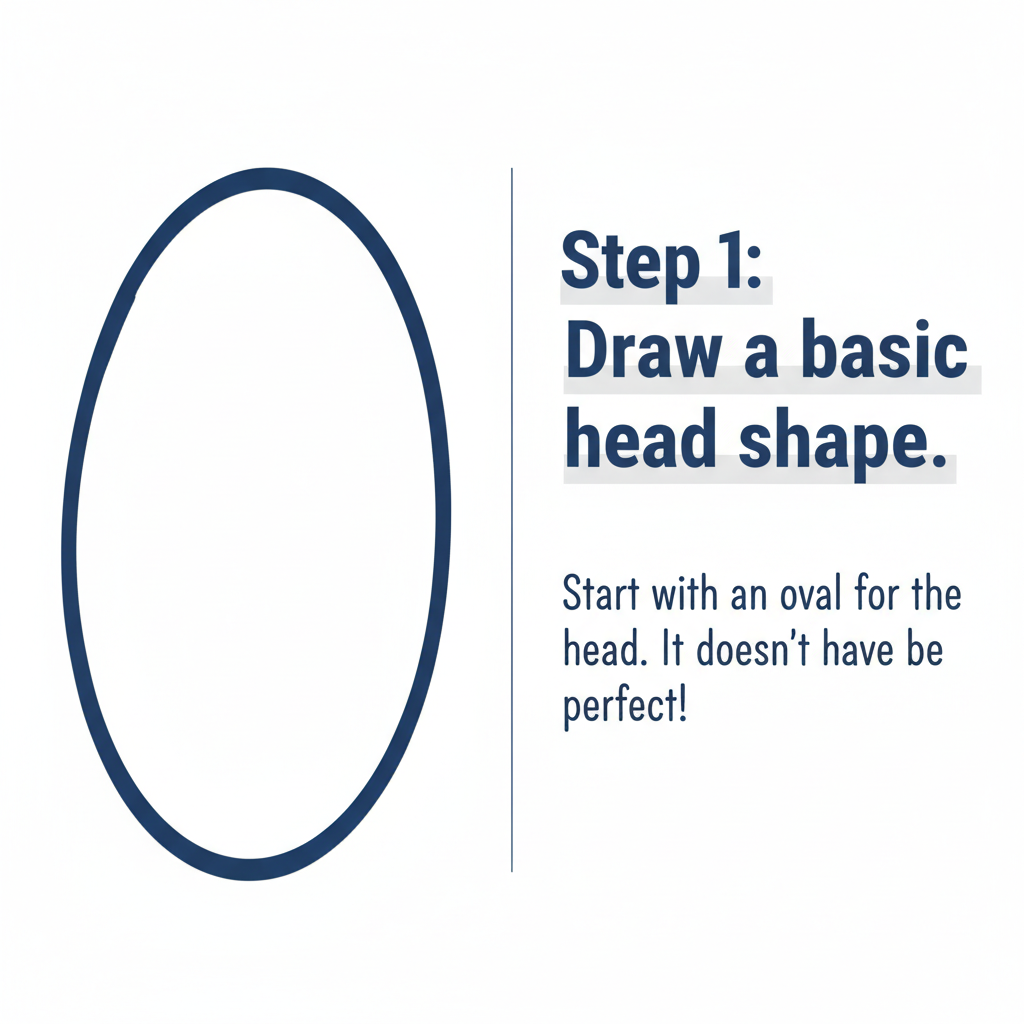 Step 1:
Draw a basic
head shape.
Start with an oval for the
head. It doesn’t have be
perfect!